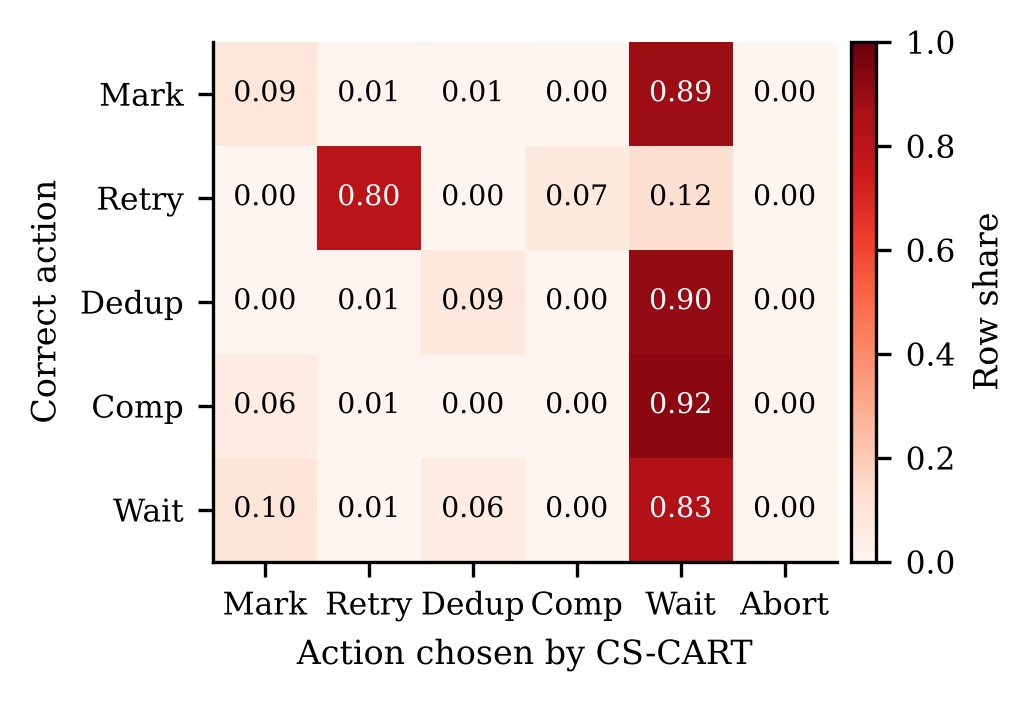 Correct action
Mark 0.09 0.01 0.01 0.00 0.89 0.00
Retry 0.00 0.80 0.00 0.07 0.12 0.00
Dedup 0.00 0.01 0.09 0.00 0.90 0.00
Comp 0.06 0.01 0.00 0.00 0.92 0.00
Wait 0.10 0.01 0.06 0.00 0.83 0.00
Mark Retry Dedup Comp Wait Abort
Action chosen by CS-CART
1.0
0.8
0.6
0.4
0.2
0.0
Row share